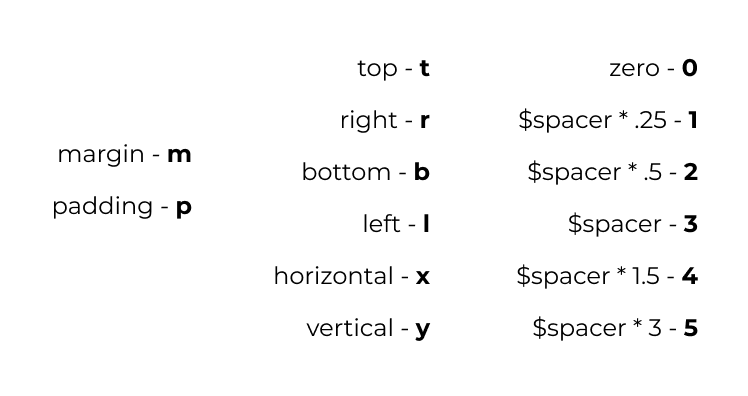 margin - m
padding - p
top - t
right - r
bottom - b
left - l
horizontal - x
vertical - y
zero - 0
$spacer * .25 - 1
$spacer * .5 - 2
$spacer - 3
$spacer * 1.5 - 4
$spacer * 3 - 5